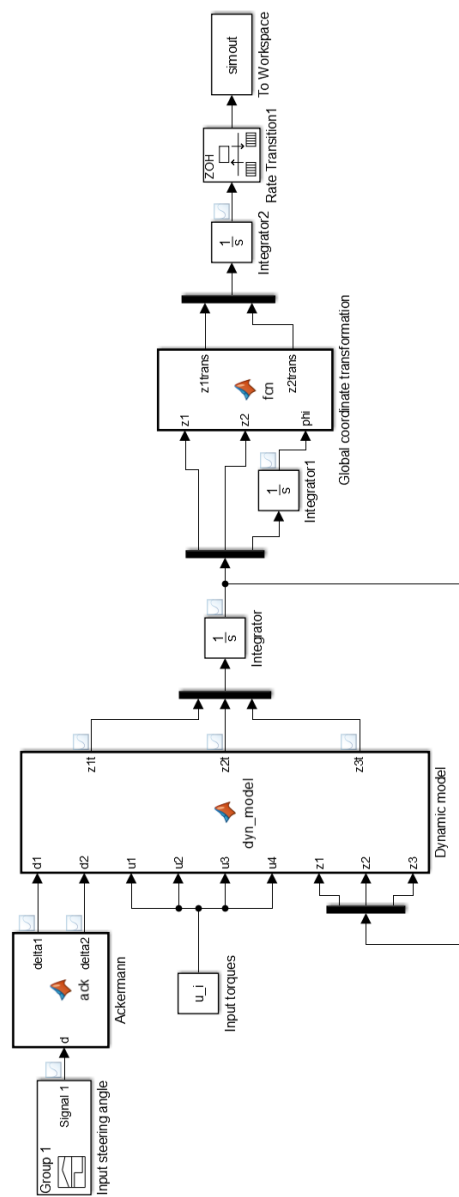 Group 1
Signal 1
Input steering angle
d
ack
delta1
delta2
Ackermann
u_i
Input torques
d1
d2
u1
u2
u3
u4
z1
z2
z3
dyn_model
z1t
z2t
z3t
Dynamic model
1
s
Integrator
1
s
Integrator1
z1
z2
phi
fcn
z1trans
z2trans
Global coordinate transformation
1
s
Integrator2
ZOH
Rate Transition1
simout
To Workspace